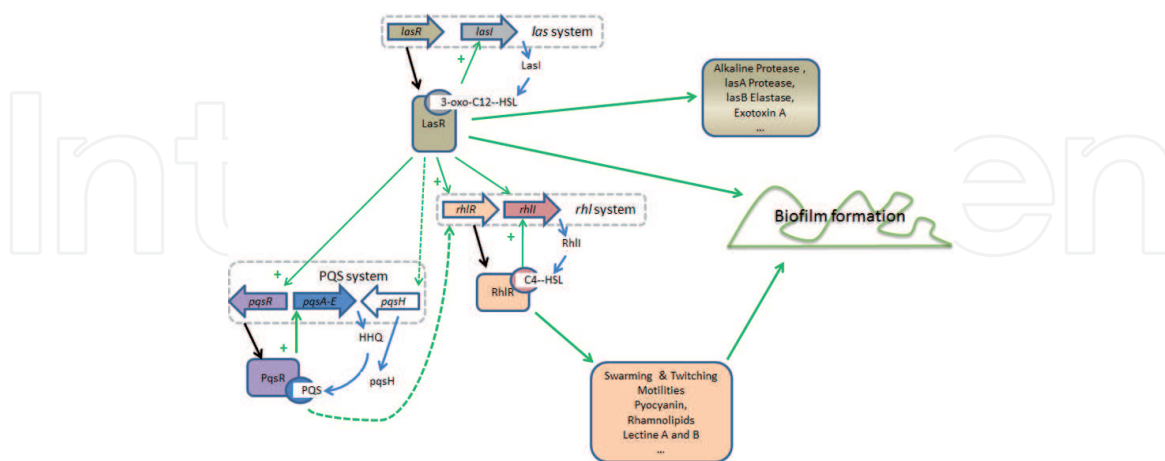 lasR
lasI
las system
+
LasI
3-oxo-C12--HSL
LasR
Alkaline Protease ,
lasA Protease,
lasB Elastase,
Exotoxin A
...
+
rhlR
rhlI
rhl system
+
RhlI
C4--HSL
RhlR
Biofilm formation
+
PQS system
pqsR
pqsA-E
pqsH
+
HHQ
PqsR
PQS
pqsH
Swarming & Twitching
Motilities
Pyocyanin,
Rhamnolipids
Lectine A and B
...
Int
en